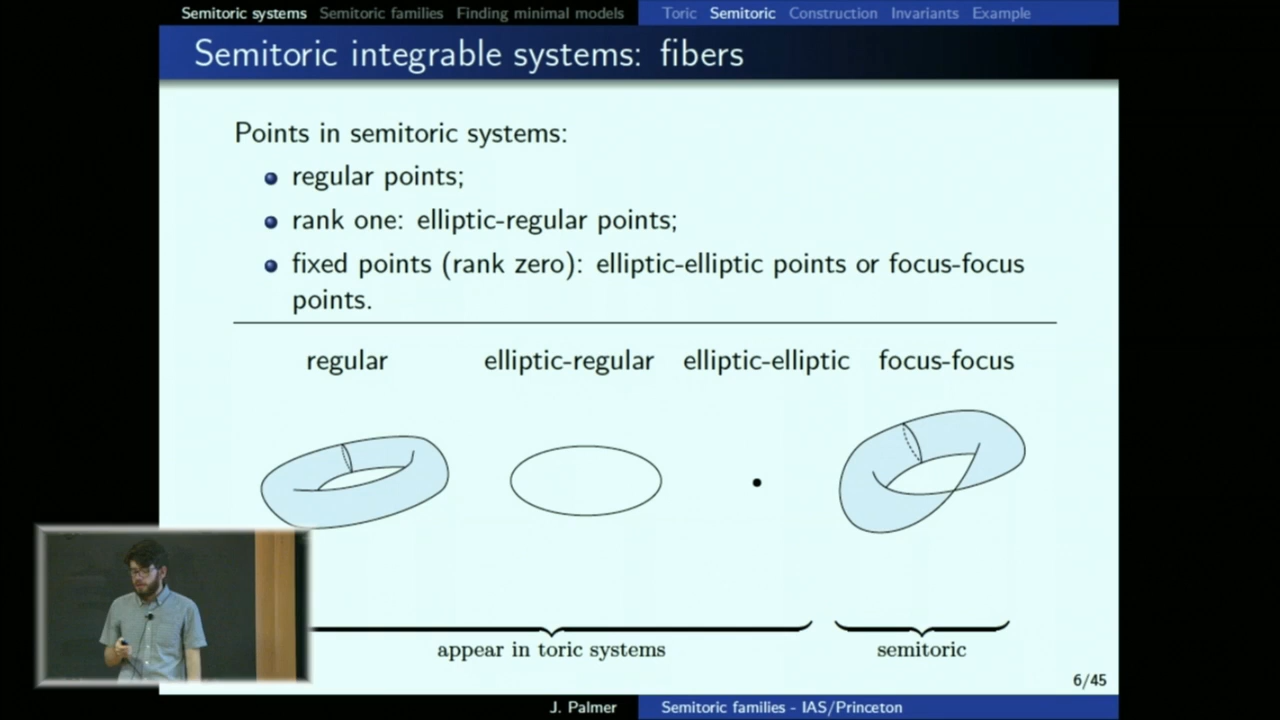 Semitoric systems Semitoric families Finding minimal models Toric Semitoric Construction Invariants Example
Semitoric integrable systems: fibers
Points in semitoric systems:
regular points;
rank one: elliptic-regular points;
fixed points (rank zero): elliptic-elliptic points or focus-focus
points.
regular elliptic-regular elliptic-elliptic focus-focus
appear in toric systems semitoric
6/45
J. Palmer Semitoric families - IAS/Princeton